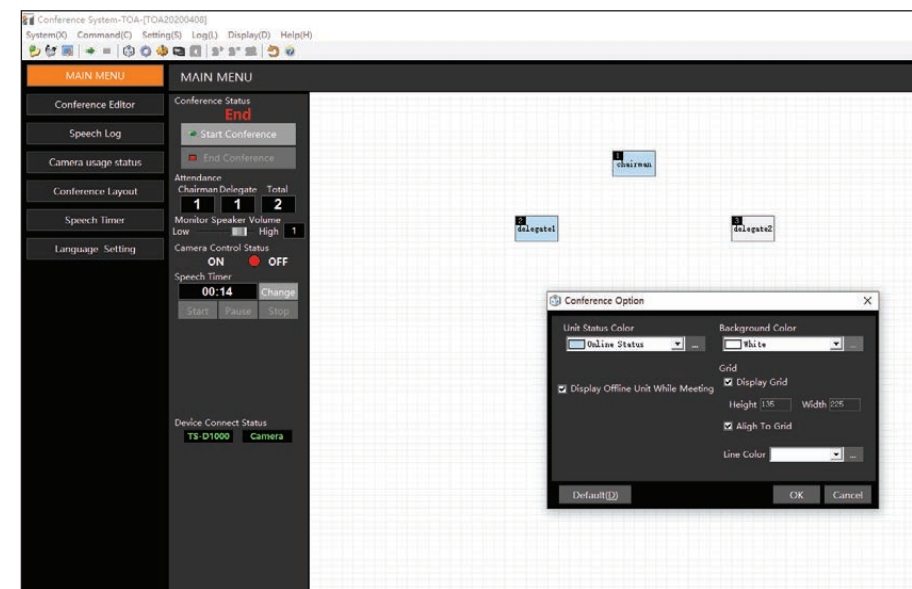 Conference System-TOA-[TOA20200408]
System(X) Command(C) Setting(S) Log(L) Display(D) Help(H)
MAIN MENU
Conference Editor
Speech Log
Camera usage status
Conference Layout
Speech Timer
Language Setting
MAIN MENU
Conference Status
End
Start Conference
End Conference
Attendance
Chairman Delegate Total
1 1 2
Monitor Speaker Volume
Low High 1
Camera Control Status
ON OFF
Speech Timer
00:14 Change
Start Pause Stop
Device Connect Status
TS-D1000 Camera
1
chairman
2
delegate1
3
delegate2
Conference Option
Unit Status Color
Online Status ...
Display Offline Unit While Meeting
Background Color
White ...
Grid
Display Grid
Height 135 Width 225
Aligh To Grid
Line Color ...
Default(D) OK Cancel